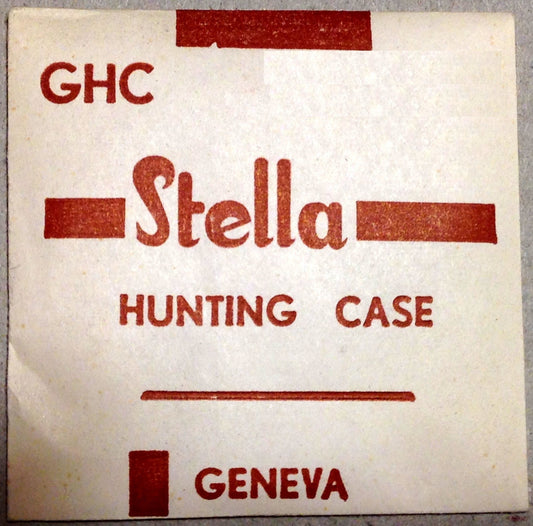 GHC
Stella
HUNTING CASE
GENEVA